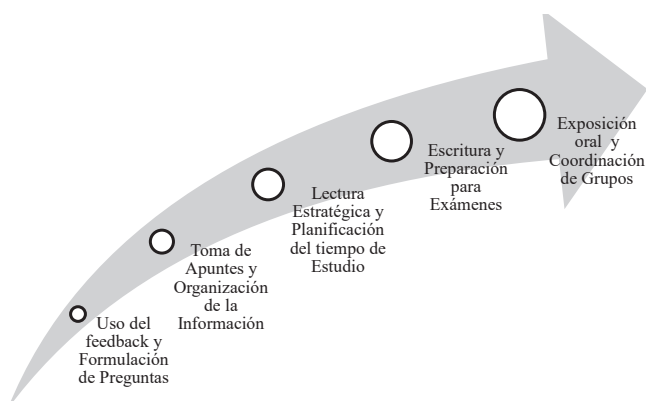 Uso del
feedback y
Formulación
de Preguntas
Toma de
Apuntes y
Organización
de la
Información
Lectura
Estratégica y
Planificación
del tiempo de
Estudio
Escritura y
Preparación
para
Exámenes
Exposición
oral y
Coordinación
de Grupos